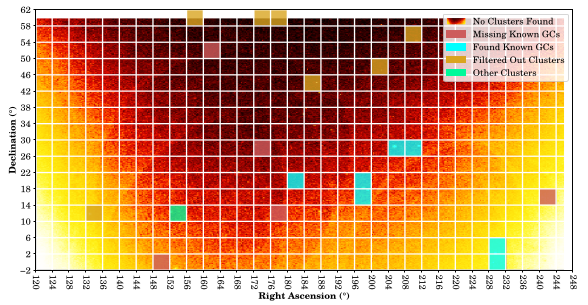 62
58
54
50
46
42
38
34
30
26
22
18
14
10
6
2
−2
Declination (°)
No Clusters Found
Missing Known GCs
Found Known GCs
Filtered Out Clusters
Other Clusters
120 124 128 132 136 140 144 148 152 156 160 164 168 172 176 180 184 188 192 196 200 204 208 212 216 220 224 228 232 236 240 244 248
Right Ascension (°)